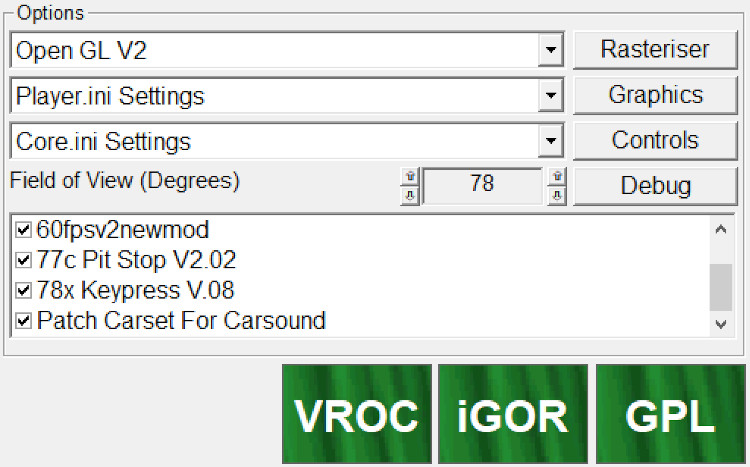 Options
Open GL V2
Rasteriser
Player.ini Settings
Graphics
Core.ini Settings
Controls
Field of View (Degrees)
78
Debug
60fpsv2newmod
77c Pit Stop V2.02
78x Keypress V.08
Patch Carset For Carsound
VROC
iGOR
GPL